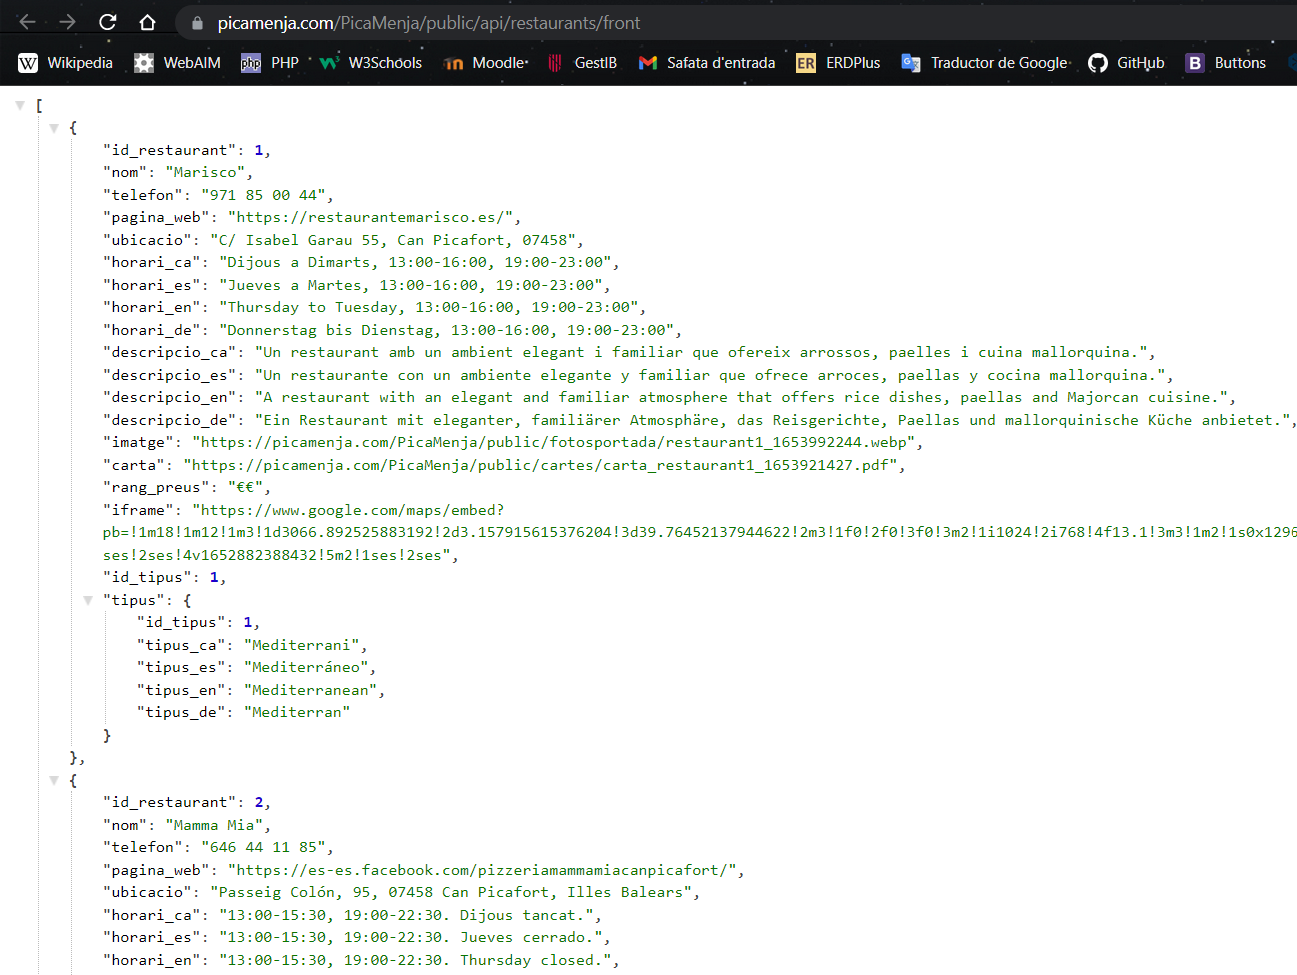 picamenja.com/PicaMenja/public/api/restaurants/front
Wikipedia WebAIM php PHP W3Schools Moodle GestIB Safata d'entrada ER ERDPlus Traductor de Google GitHub B Buttons
[
{
"id_restaurant": 1,
"nom": "Marisco",
"telefon": "971 85 00 44",
"pagina_web": "https://restaurantemarisco.es/",
"ubicacio": "C/ Isabel Garau 55, Can Picafort, 07458",
"horari_ca": "Dijous a Dimarts, 13:00-16:00, 19:00-23:00",
"horari_es": "Jueves a Martes, 13:00-16:00, 19:00-23:00",
"horari_en": "Thursday to Tuesday, 13:00-16:00, 19:00-23:00",
"horari_de": "Donnerstag bis Dienstag, 13:00-16:00, 19:00-23:00",
"descripcio_ca": "Un restaurant amb un ambient elegant i familiar que ofereix arrossos, paelles i cuina mallorquina.",
"descripcio_es": "Un restaurante con un ambiente elegante y familiar que ofrece arroces, paellas y cocina mallorquina.",
"descripcio_en": "A restaurant with an elegant and familiar atmosphere that offers rice dishes, paellas and Majorcan cuisine.",
"descripcio_de": "Ein Restaurant mit eleganter, familiärer Atmosphäre, das Reisgerichte, Paellas und mallorquinische Küche anbietet.",
"imatge": "https://picamenja.com/PicaMenja/public/fotosportada/restaurant1_1653992244.webp",
"carta": "https://picamenja.com/PicaMenja/public/cartes/carta_restaurant1_1653921427.pdf",
"rang_preus": "€€",
"iframe": "https://www.google.com/maps/embed?
pb=!1m18!1m12!1m3!1d3066.892525883192!2d3.157915615376204!3d39.76452137944622!2m3!1f0!2f0!3f0!3m2!1i1024!2i768!4f13.1!3m3!1m2!1s0x1296
ses!2ses!4v1652882388432!5m2!1ses!2ses",
"id_tipus": 1,
"tipus": {
"id_tipus": 1,
"tipus_ca": "Mediterrani",
"tipus_es": "Mediterráneo",
"tipus_en": "Mediterranean",
"tipus_de": "Mediterran"
}
},
{
"id_restaurant": 2,
"nom": "Mamma Mia",
"telefon": "646 44 11 85",
"pagina_web": "https://es-es.facebook.com/pizzeriamammamiacanpicafort/",
"ubicacio": "Passeig Colón, 95, 07458 Can Picafort, Illes Balears",
"horari_ca": "13:00-15:30, 19:00-22:30. Dijous tancat.",
"horari_es": "13:00-15:30, 19:00-22:30. Jueves cerrado.",
"horari_en": "13:00-15:30, 19:00-22:30. Thursday closed.",